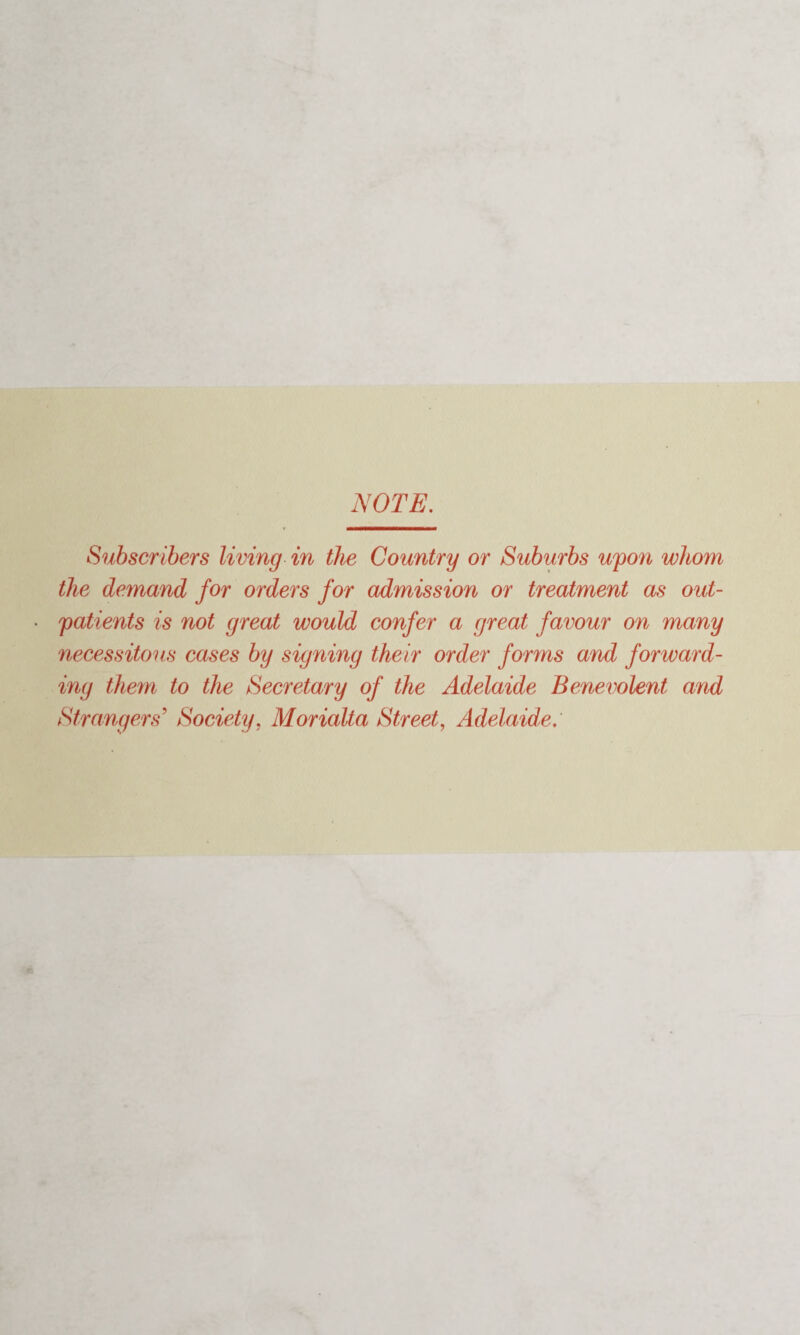 NOTE.
Subscribers living in the Country or Suburbs upon whom
the demand for orders for admission or treatment as out-
patients is not great would confer a great favour on many
necessitous cases by signing their order forms and forward-
ing them to the Secretary of the Adelaide Benevolent and
Strangers' Society, Morialta Street, Adelaide.